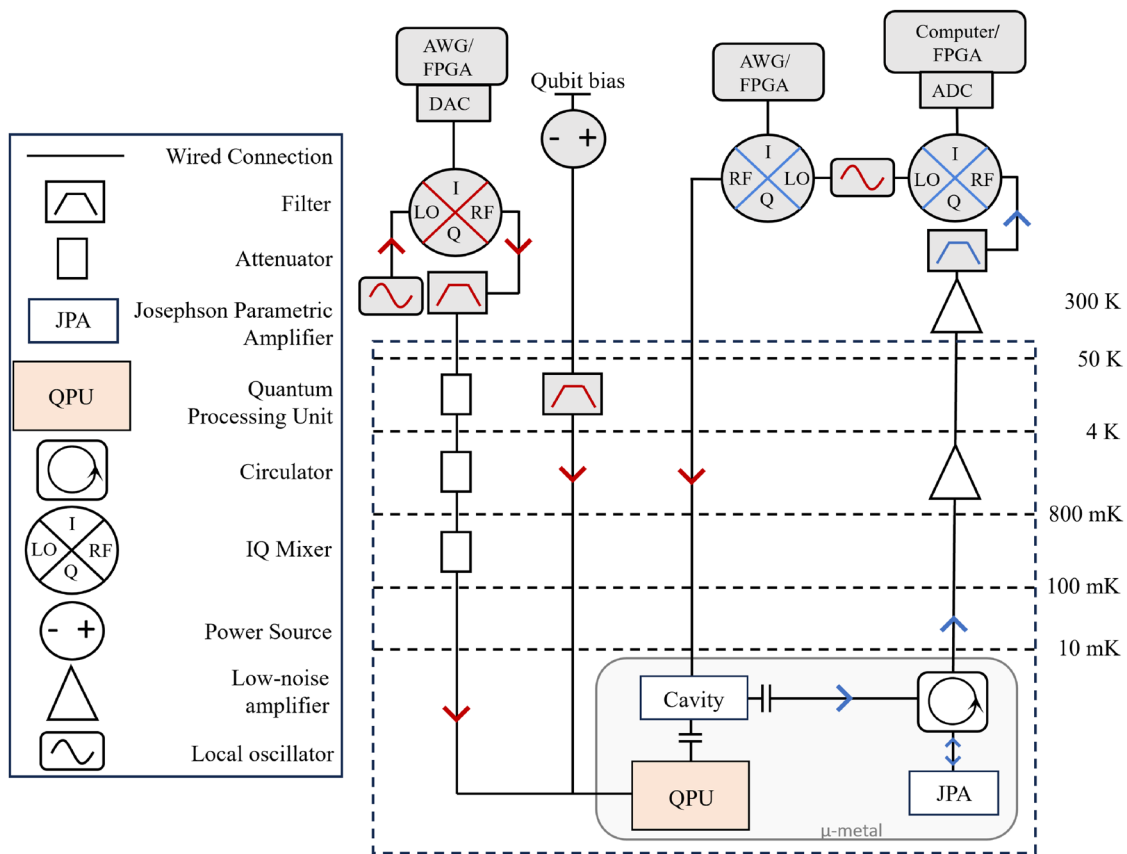 Wired Connection
Filter
Attenuator
JPA
Josephson Parametric
Amplifier
QPU
Quantum
Processing Unit
Circulator
I
LO
RF
Q
IQ Mixer
- +
Power Source
Low-noise
amplifier
Local oscillator
AWG/
FPGA
DAC
I
LO
RF
Q
Qubit bias
- +
AWG/
FPGA
I
RF
LO
Q
Computer/
FPGA
ADC
I
LO
RF
Q
300 K
50 K
4 K
800 mK
100 mK
10 mK
Cavity
QPU
JPA
μ-metal